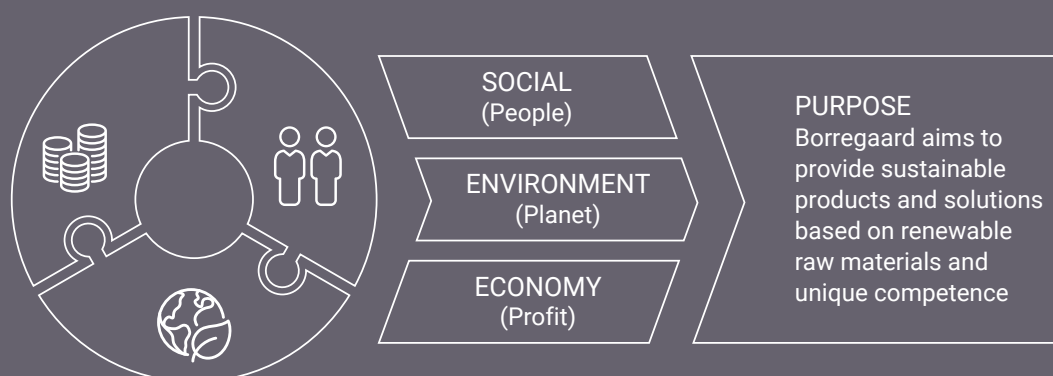 SOCIAL
(People)
ENVIRONMENT
(Planet)
ECONOMY
(Profit)
PURPOSE
Borregaard aims to
provide sustainable
products and solutions
based on renewable
raw materials and
unique competence